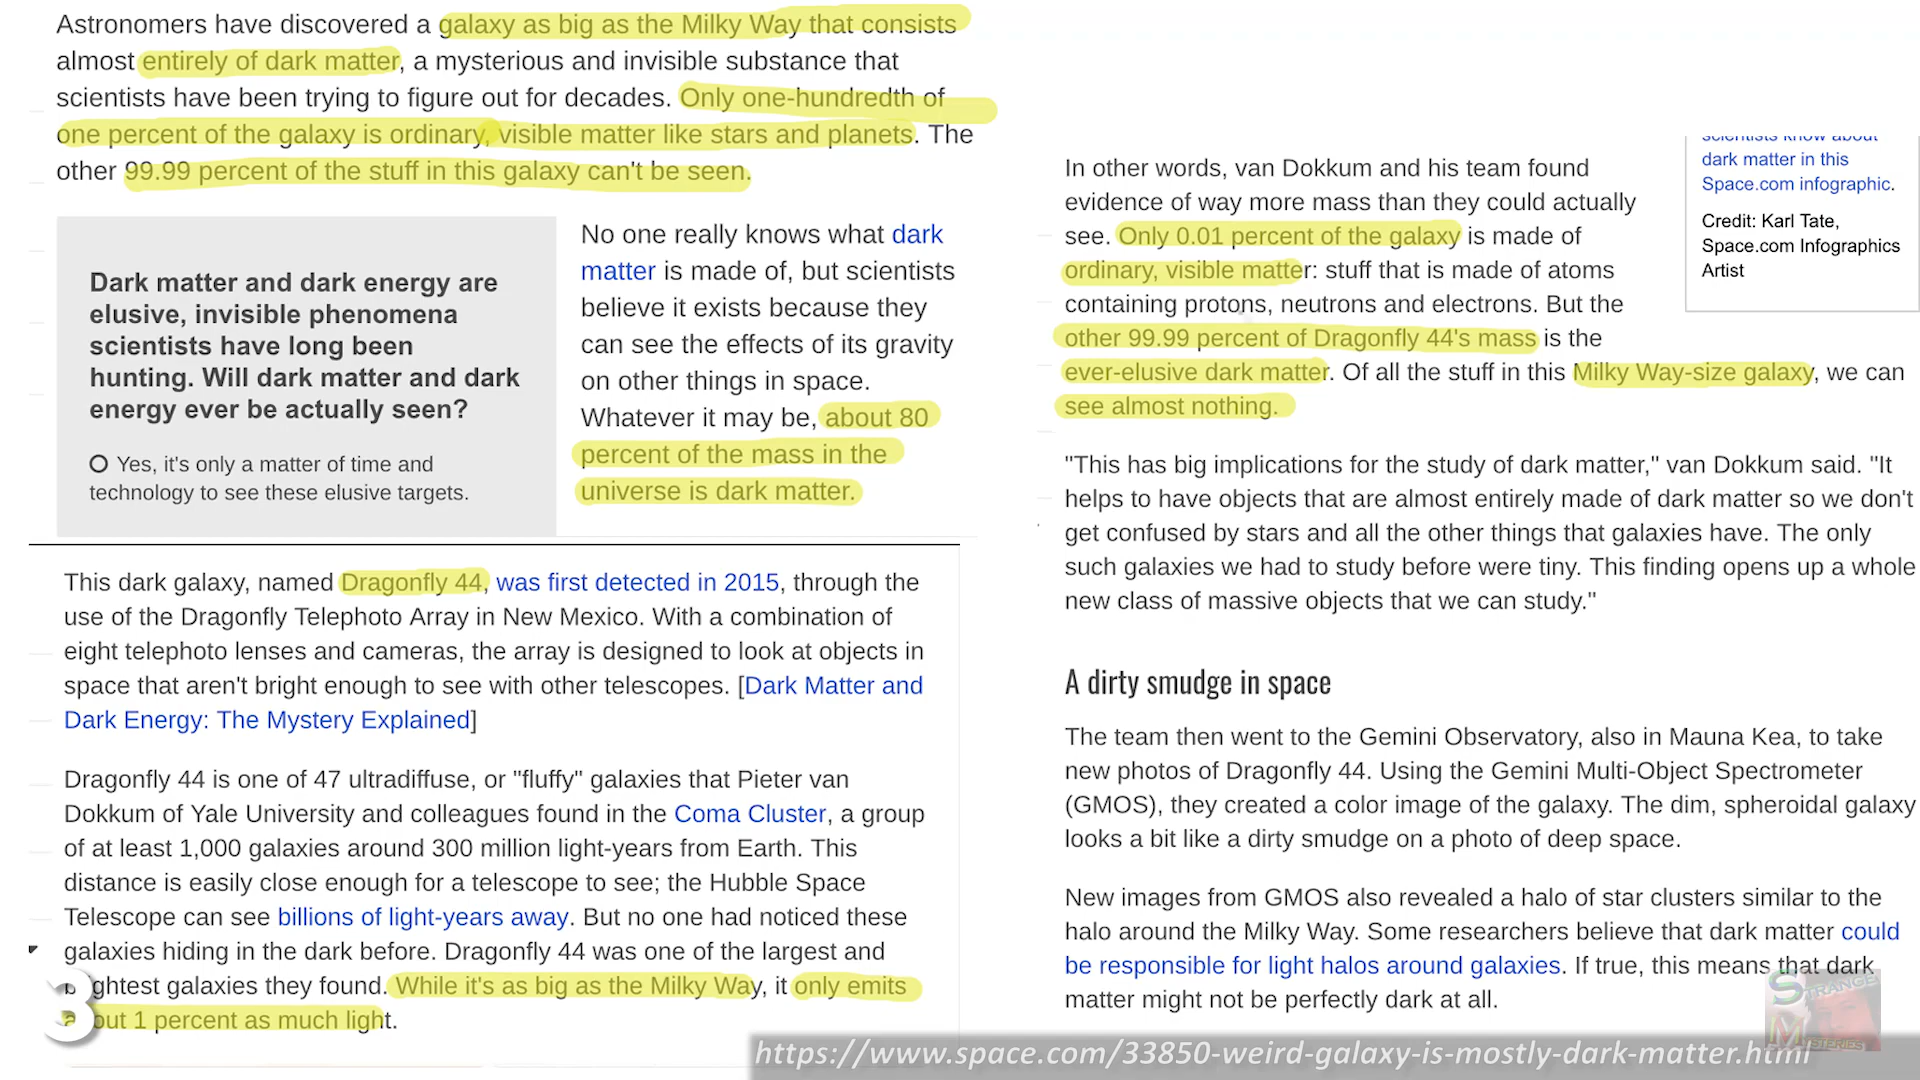 Astronomers have discovered a galaxy as big as the Milky Way that consists
almost entirely of dark matter, a mysterious and invisible substance that
scientists have been trying to figure out for decades. Only one-hundredth of
one percent of the galaxy is ordinary, visible matter like stars and planets. The
other 99.99 percent of the stuff in this galaxy can't be seen.
Dark matter and dark energy are
elusive, invisible phenomena
scientists have long been
hunting. Will dark matter and dark
energy ever be actually seen?
Yes, it's only a matter of time and
technology to see these elusive targets.
No one really knows what dark
matter is made of, but scientists
believe it exists because they
can see the effects of its gravity
on other things in space.
Whatever it may be, about 80
percent of the mass in the
universe is dark matter.
This dark galaxy, named Dragonfly 44, was first detected in 2015, through the
use of the Dragonfly Telephoto Array in New Mexico. With a combination of
eight telephoto lenses and cameras, the array is designed to look at objects in
space that aren't bright enough to see with other telescopes. [Dark Matter and
Dark Energy: The Mystery Explained]
Dragonfly 44 is one of 47 ultradiffuse, or "fluffy" galaxies that Pieter van
Dokkum of Yale University and colleagues found in the Coma Cluster, a group
of at least 1,000 galaxies around 300 million light-years from Earth. This
distance is easily close enough for a telescope to see; the Hubble Space
Telescope can see billions of light-years away. But no one had noticed these
galaxies hiding in the dark before. Dragonfly 44 was one of the largest and
brightest galaxies they found. While it's as big as the Milky Way, it only emits
about 1 percent as much light.
3
In other words, van Dokkum and his team found
evidence of way more mass than they could actually
see. Only 0.01 percent of the galaxy is made of
ordinary, visible matter: stuff that is made of atoms
containing protons, neutrons and electrons. But the
other 99.99 percent of Dragonfly 44's mass is the
ever-elusive dark matter. Of all the stuff in this Milky Way-size galaxy, we can
see almost nothing.
scientists know about
dark matter in this
Space.com infographic.
Credit: Karl Tate,
Space.com Infographics
Artist
"This has big implications for the study of dark matter," van Dokkum said. "It
helps to have objects that are almost entirely made of dark matter so we don't
get confused by stars and all the other things that galaxies have. The only
such galaxies we had to study before were tiny. This finding opens up a whole
new class of massive objects that we can study."
A dirty smudge in space
The team then went to the Gemini Observatory, also in Mauna Kea, to take
new photos of Dragonfly 44. Using the Gemini Multi-Object Spectrometer
(GMOS), they created a color image of the galaxy. The dim, spheroidal galaxy
looks a bit like a dirty smudge on a photo of deep space.
New images from GMOS also revealed a halo of star clusters similar to the
halo around the Milky Way. Some researchers believe that dark matter could
be responsible for light halos around galaxies. If true, this means that dark
matter might not be perfectly dark at all.
STRANGE
MYSTERIES
https://www.space.com/33850-weird-galaxy-is-mostly-dark-matter.html